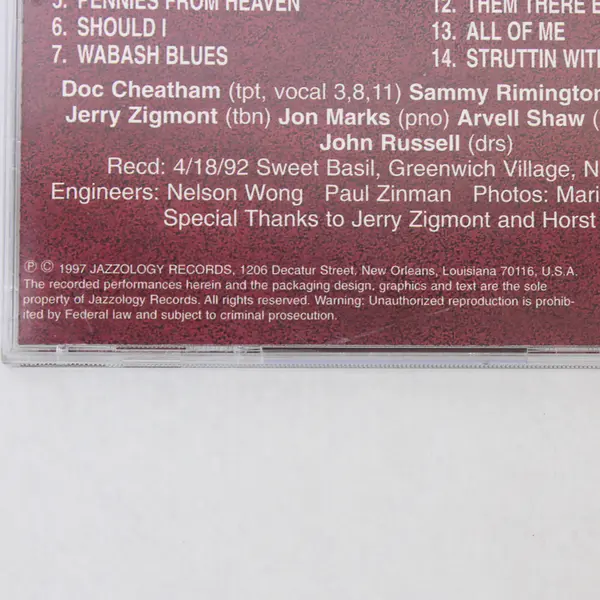 5. PENNIES FROM HEAVEN
12. THEM THERE
6. SHOULD I
13. ALL OF ME
7. WABASH BLUES
14. STRUTTIN WITH
Doc Cheatham (tpt, vocal 3,8,11) Sammy Rimington
Jerry Zigmont (tbn) Jon Marks (pno) Arvell Shaw (
John Russell (drs)
Recd: 4/18/92 Sweet Basil, Greenwich Village, N
Engineers: Nelson Wong Paul Zinman Photos: Mari
Special Thanks to Jerry Zigmont and Horst
℗ © 1997 JAZZOLOGY RECORDS, 1206 Decatur Street, New Orleans, Louisiana 70116, U.S.A.
The recorded performances herein and the packaging design, graphics and text are the sole
property of Jazzology Records. All rights reserved. Warning: Unauthorized reproduction is prohib-
ited by Federal law and subject to criminal prosecution.